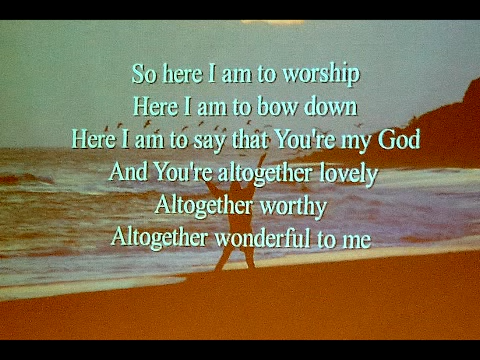 So here I am to worship
Here I am to bow down
Here I am to say that You're my God
And You're altogether lovely
Altogether worthy
Altogether wonderful to me